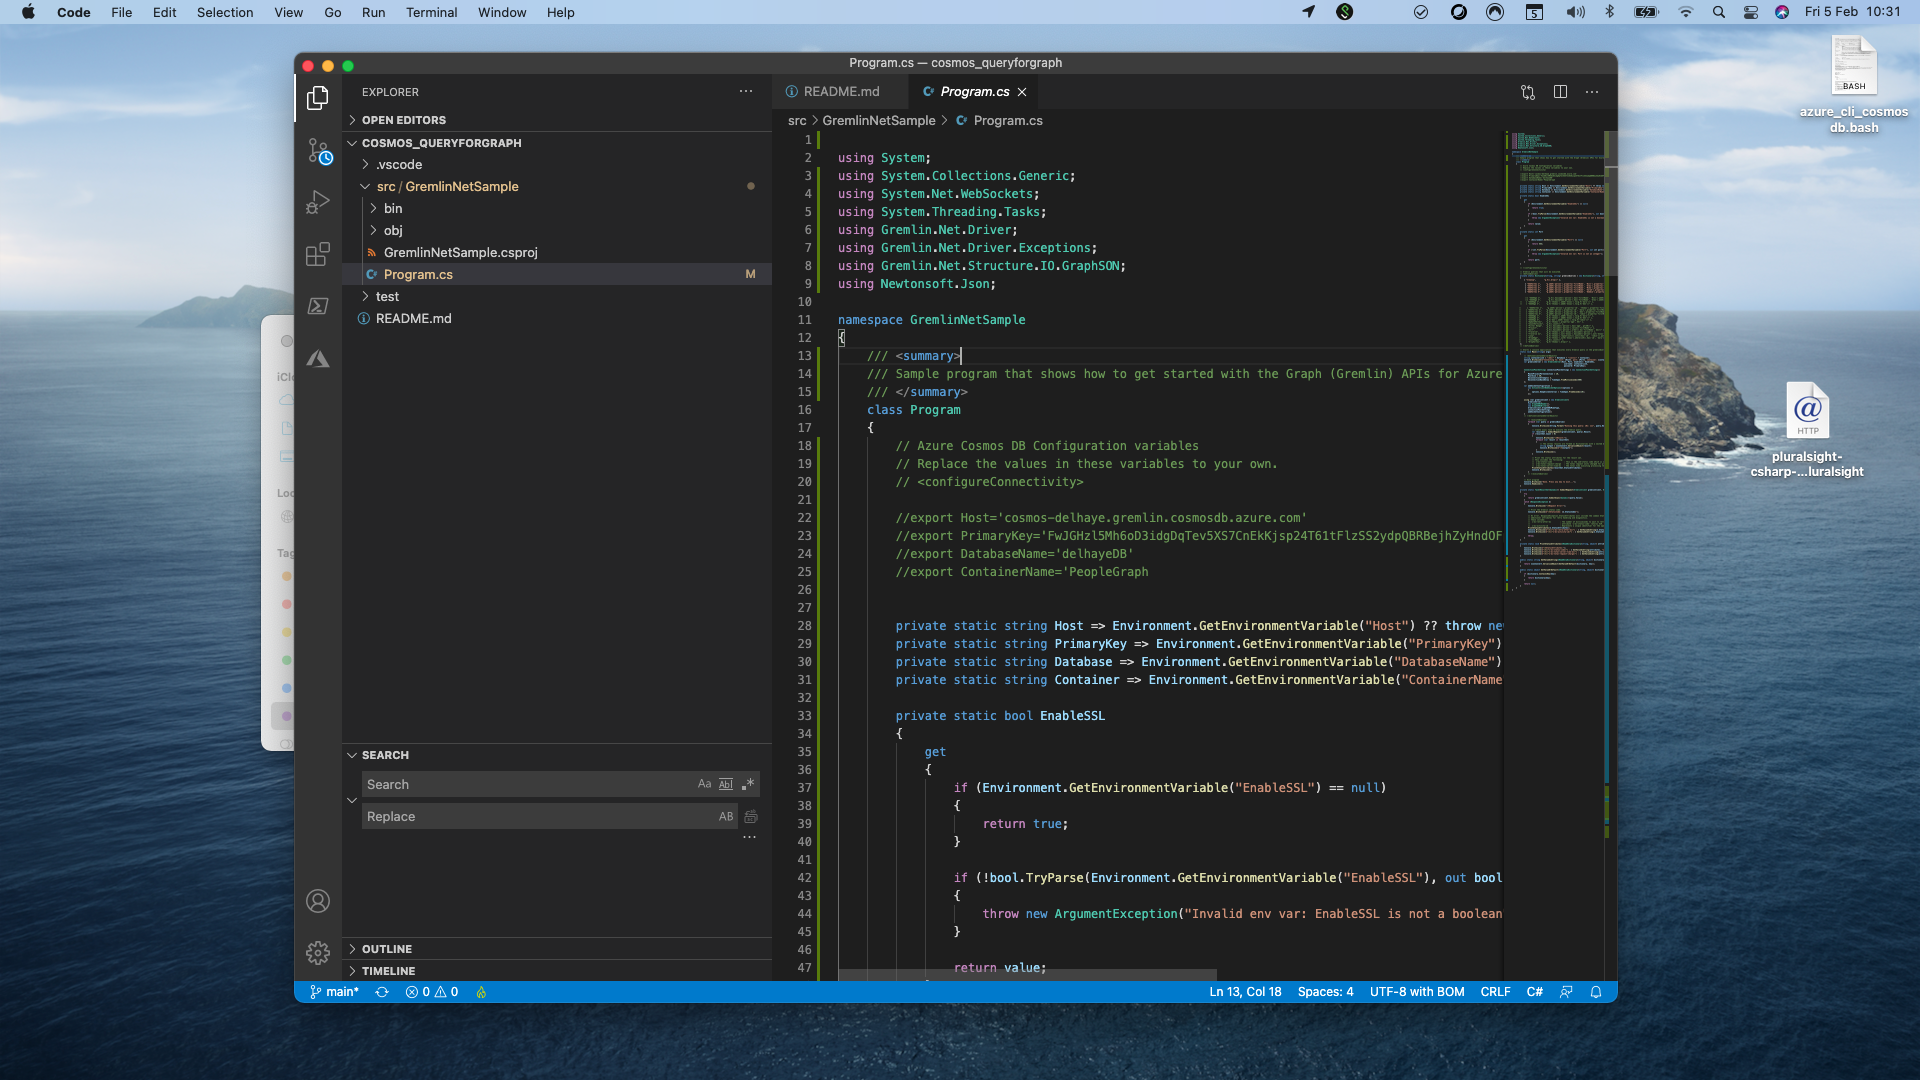 Code File Edit Selection View Go Run Terminal Window Help
5
Fri 5 Feb 10:31
Program.cs — cosmos_queryforgraph
EXPLORER
OPEN EDITORS
COSMOS_QUERYFORGRAPH
.vscode
src / GremlinNetSample
bin
obj
GremlinNetSample.csproj
Program.cs M
test
README.md
SEARCH
Search
Aa Abl .*
Replace
AB
OUTLINE
TIMELINE
README.md
C# Program.cs
src > GremlinNetSample > C# Program.cs
1
2 using System;
3 using System.Collections.Generic;
4 using System.Net.WebSockets;
5 using System.Threading.Tasks;
6 using Gremlin.Net.Driver;
7 using Gremlin.Net.Driver.Exceptions;
8 using Gremlin.Net.Structure.IO.GraphSON;
9 using Newtonsoft.Json;
10
11 namespace GremlinNetSample
12 {
13 /// <summary>
14 /// Sample program that shows how to get started with the Graph (Gremlin) APIs for Azure
15 /// </summary>
16 class Program
17 {
18 // Azure Cosmos DB Configuration variables
19 // Replace the values in these variables to your own.
20 // <configureConnectivity>
21
22 //export Host='cosmos-delhaye.gremlin.cosmosdb.azure.com'
23 //export PrimaryKey='FwJGHzl5Mh6oD3idgDqTev5XS7CnEkKjsp24T61tFlzSS2ydpQBRBejhZyHndOF
24 //export DatabaseName='delhayeDB'
25 //export ContainerName='PeopleGraph
26
27
28 private static string Host => Environment.GetEnvironmentVariable("Host") ?? throw ne
29 private static string PrimaryKey => Environment.GetEnvironmentVariable("PrimaryKey")
30 private static string Database => Environment.GetEnvironmentVariable("DatabaseName")
31 private static string Container => Environment.GetEnvironmentVariable("ContainerName
32
33 private static bool EnableSSL
34 {
35 get
36 {
37 if (Environment.GetEnvironmentVariable("EnableSSL") == null)
38 {
39 return true;
40 }
41
42 if (!bool.TryParse(Environment.GetEnvironmentVariable("EnableSSL"), out bool
43 {
44 throw new ArgumentException("Invalid env var: EnableSSL is not a boolean
45 }
46
47 return value;
main* 0 0
Ln 13, Col 18 Spaces: 4 UTF-8 with BOM CRLF C#
iClo
Loc
Tag
BASH
azure_cli_cosmos
db.bash
@
HTTP
pluralsight-
csharp-...luralsight